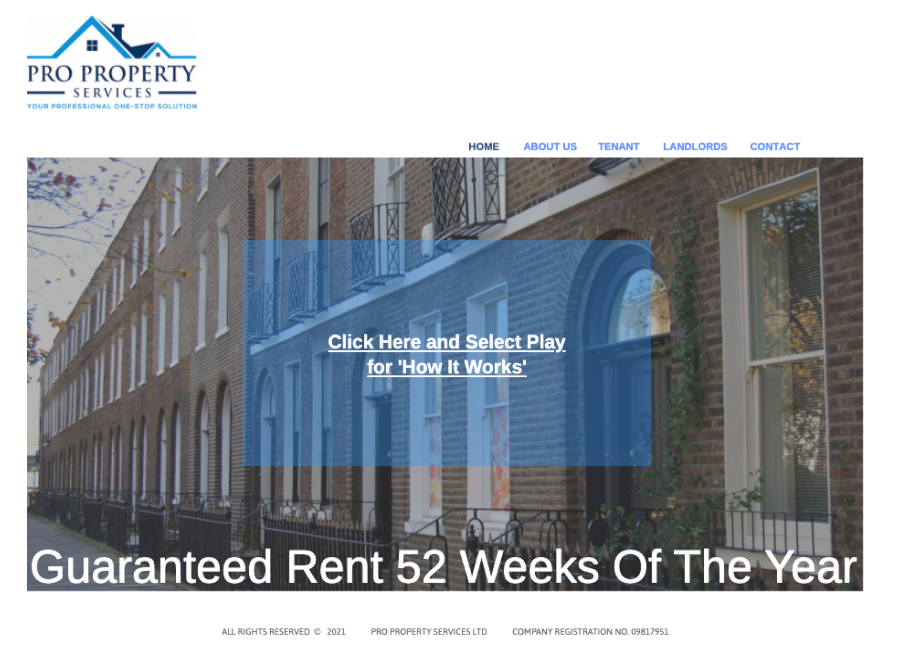 PRO PROPERTY
SERVICES
YOUR PROFESSIONAL ONE-STOP SOLUTION
HOME ABOUT US TENANT LANDLORDS CONTACT
Click Here and Select Play
for 'How It Works'
Guaranteed Rent 52 Weeks Of The Year
ALL RIGHTS RESERVED © 2021 PRO PROPERTY SERVICES LTD COMPANY REGISTRATION NO. 09817951